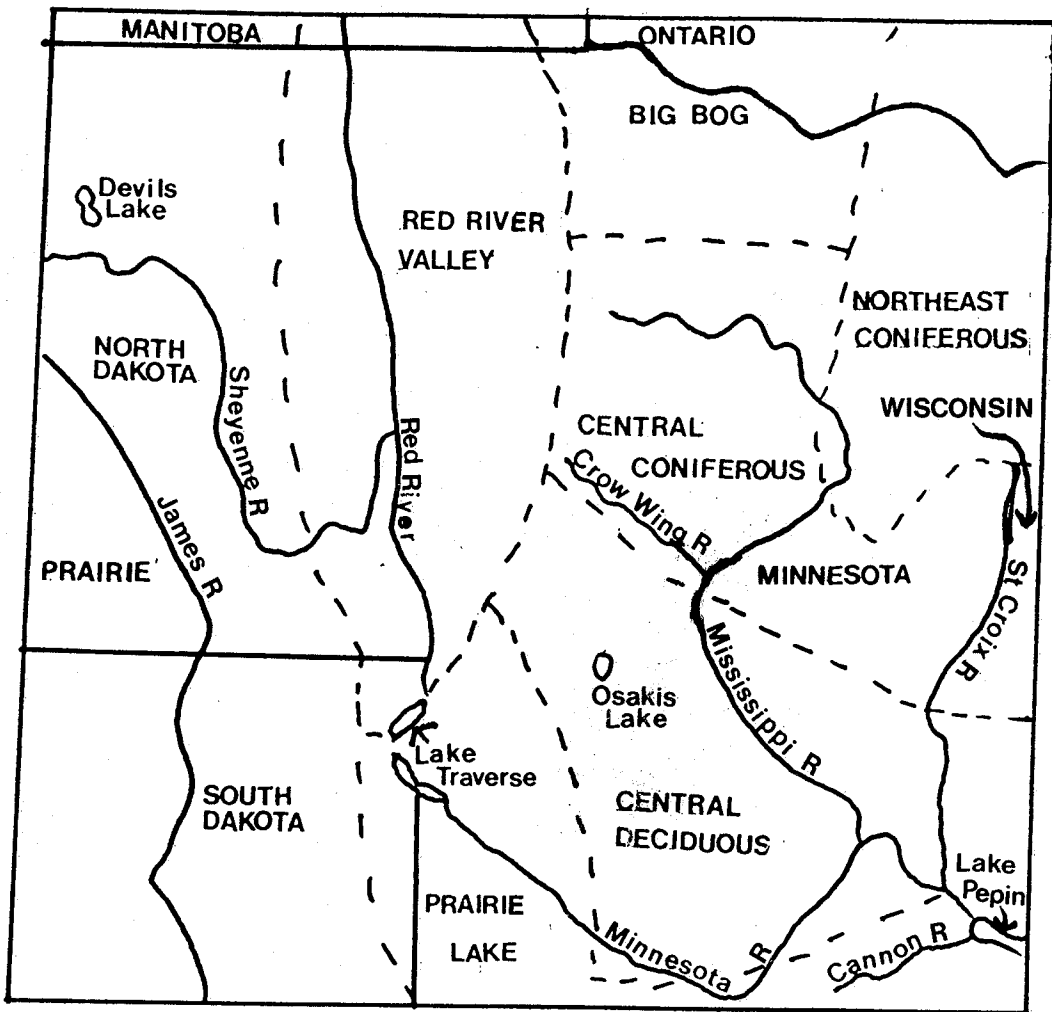 MANITOBA
ONTARIO
BIG BOG
Devils
Lake
RED RIVER
VALLEY
NORTHEAST
CONIFEROUS
NORTH
DAKOTA
Sheyenne R
Red River
WISCONSIN
CENTRAL
CONIFEROUS
Crow Wing R
James R
PRAIRIE
MINNESOTA
St Croix R
Mississippi R
Osakis
Lake
Lake
Traverse
SOUTH
DAKOTA
CENTRAL
DECIDUOUS
Lake
Pepin
PRAIRIE
LAKE
Minnesota R
Cannon R